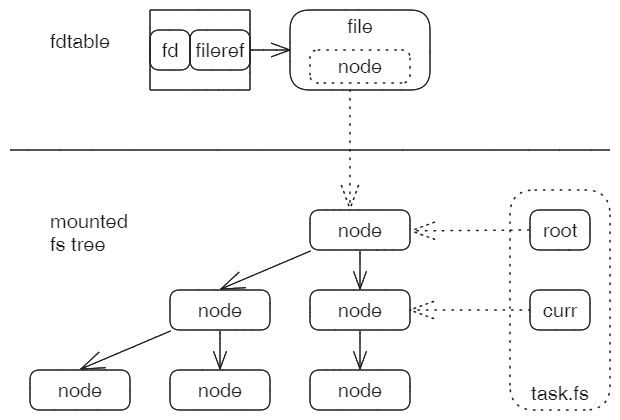 fdtable
fd
fileref
file
node
mounted
fs tree
node
root
node
node
curr
node
node
node
task.fs